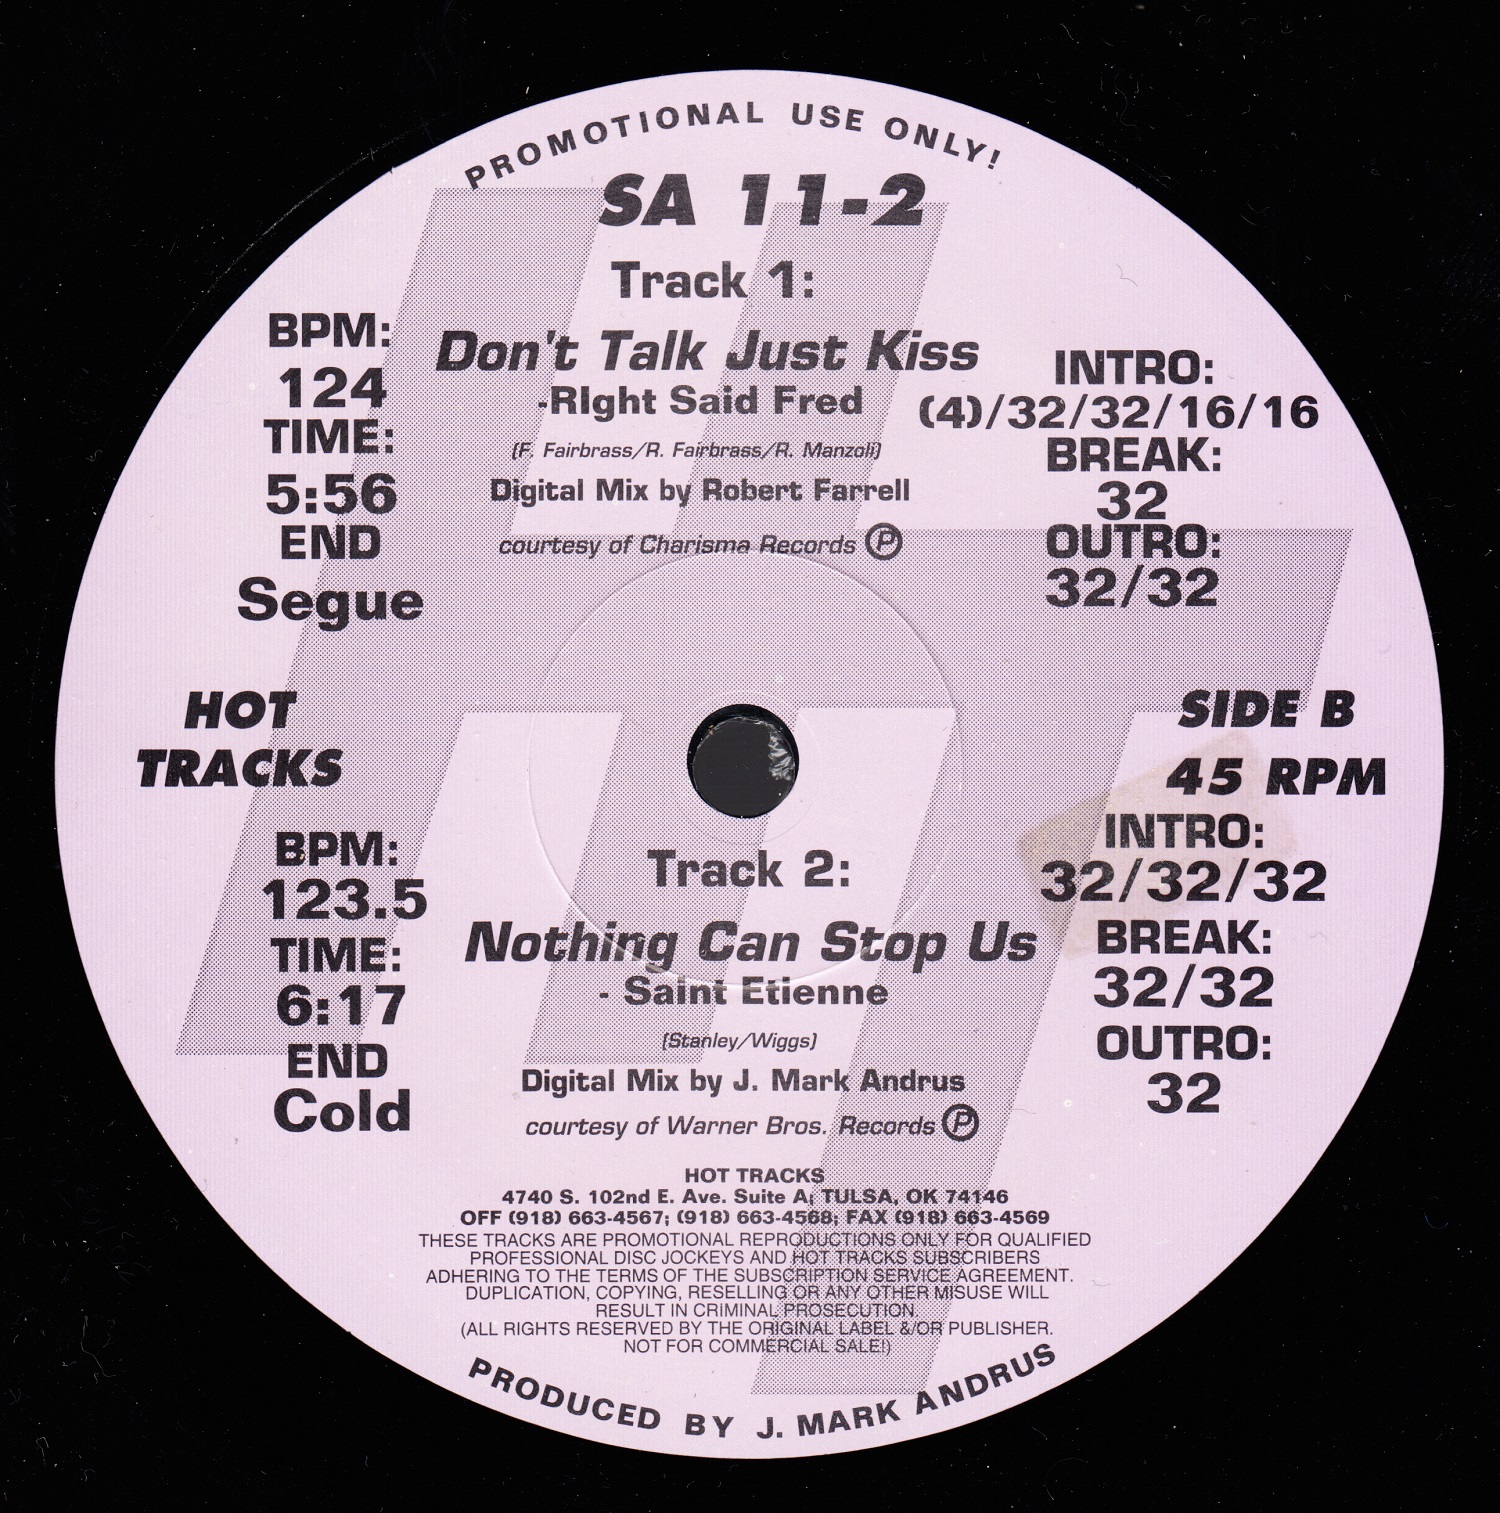 PROMOTIONAL USE ONLY!
SA 11-2
Track 1:
Don't Talk Just Kiss
-RIght Said Fred
(F. Fairbrass/R. Fairbrass/R. Manzoli)
Digital Mix by Robert Farrell
courtesy of Charisma Records Ⓟ
BPM:
124
TIME:
5:56
END
Segue
INTRO:
(4)/32/32/16/16
BREAK:
32
OUTRO:
32/32
HOT
TRACKS
SIDE B
45 RPM
BPM:
123.5
TIME:
6:17
END
Cold
Track 2:
Nothing Can Stop Us
- Saint Etienne
(Stanley/Wiggs)
Digital Mix by J. Mark Andrus
courtesy of Warner Bros. Records Ⓟ
INTRO:
32/32/32
BREAK:
32/32
OUTRO:
32
HOT TRACKS
4740 S. 102nd E. Ave. Suite A; TULSA, OK 74146
OFF (918) 663-4567; (918) 663-4568; FAX (918) 663-4569
THESE TRACKS ARE PROMOTIONAL REPRODUCTIONS ONLY FOR QUALIFIED
PROFESSIONAL DISC JOCKEYS AND HOT TRACKS SUBSCRIBERS
ADHERING TO THE TERMS OF THE SUBSCRIPTION SERVICE AGREEMENT.
DUPLICATION, COPYING, RESELLING OR ANY OTHER MISUSE WILL
RESULT IN CRIMINAL PROSECUTION.
(ALL RIGHTS RESERVED BY THE ORIGINAL LABEL &/OR PUBLISHER.
NOT FOR COMMERCIAL SALE!)
PRODUCED BY J. MARK ANDRUS